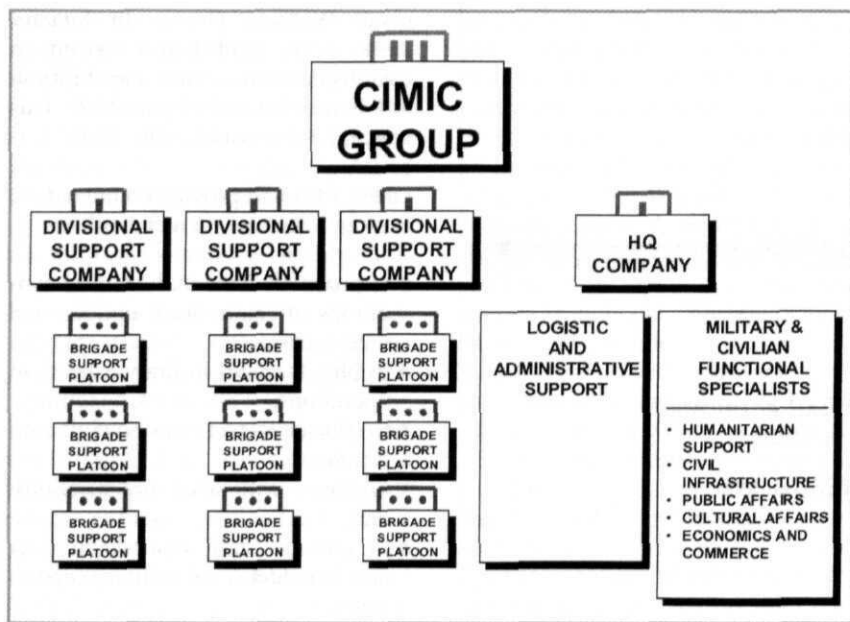 CIMIC
GROUP
DIVISIONAL
SUPPORT
COMPANY
DIVISIONAL
SUPPORT
COMPANY
DIVISIONAL
SUPPORT
COMPANY
HQ
COMPANY
BRIGADE
SUPPORT
PLATOON
BRIGADE
SUPPORT
PLATOON
BRIGADE
SUPPORT
PLATOON
BRIGADE
SUPPORT
PLATOON
BRIGADE
SUPPORT
PLATOON
BRIGADE
SUPPORT
PLATOON
BRIGADE
SUPPORT
PLATOON
BRIGADE
SUPPORT
PLATOON
BRIGADE
SUPPORT
PLATOON
LOGISTIC
AND
ADMINISTRATIVE
SUPPORT
MILITARY &
CIVILIAN
FUNCTIONAL
SPECIALISTS
• HUMANITARIAN
SUPPORT
• CIVIL
INFRASTRUCTURE
• PUBLIC AFFAIRS
• CULTURAL AFFAIRS
• ECONOMICS AND
COMMERCE